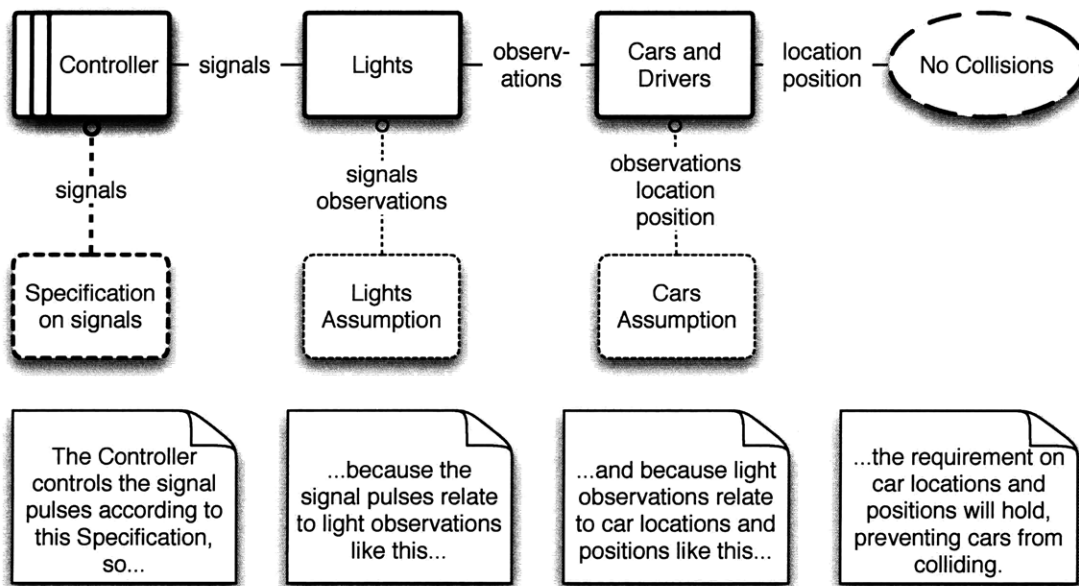 Controller
signals
Lights
observ-
ations
Cars and
Drivers
location
position
No Collisions
signals
signals
observations
observations
location
position
Specification
on signals
Lights
Assumption
Cars
Assumption
The Controller
controls the signal
pulses according to
this Specification,
so...
...because the
signal pulses relate
to light observations
like this...
...and because light
observations relate
to car locations and
positions like this...
...the requirement on
car locations and
positions will hold,
preventing cars from
colliding.